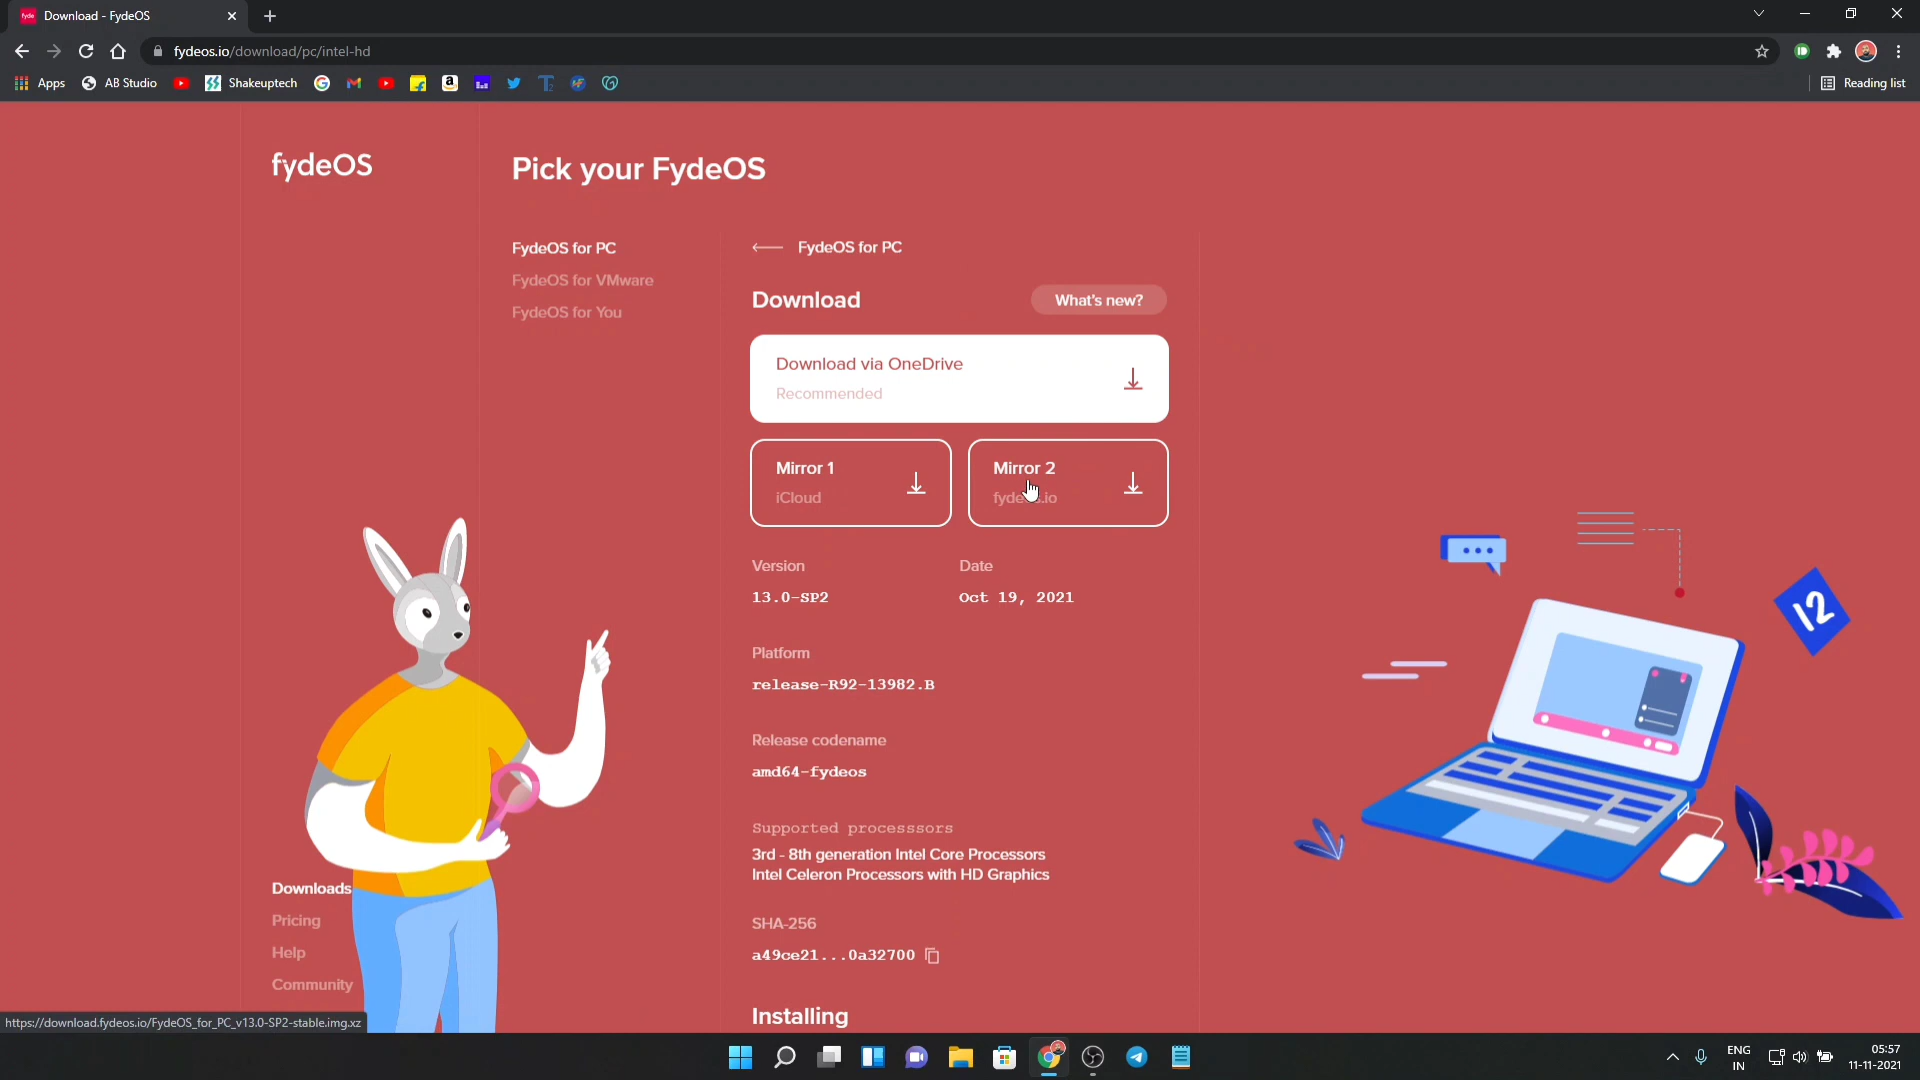 Download - FydeOS
fydeos.io/download/pc/intel-hd
Apps
AB Studio
Shakeuptech
Reading list
fydeOS
Pick your FydeOS
FydeOS for PC
FydeOS for VMware
FydeOS for You
FydeOS for PC
Download
What's new?
Download via OneDrive
Recommended
Mirror 1
iCloud
Mirror 2
Version
13.0-SP2
Date
Oct 19, 2021
Platform
release-R92-13982.B
Release codename
amd64-fydeos
Supported processsors
3rd - 8th generation Intel Core Processors
Intel Celeron Processors with HD Graphics
SHA-256
a49ce21...0a32700
Installing
12
Downloads
Pricing
Help
Community
https://download.fydeos.io/FydeOS_for_PC_v13.0-SP2-stable.img.xz
ENG
IN
05:57
11-11-2021